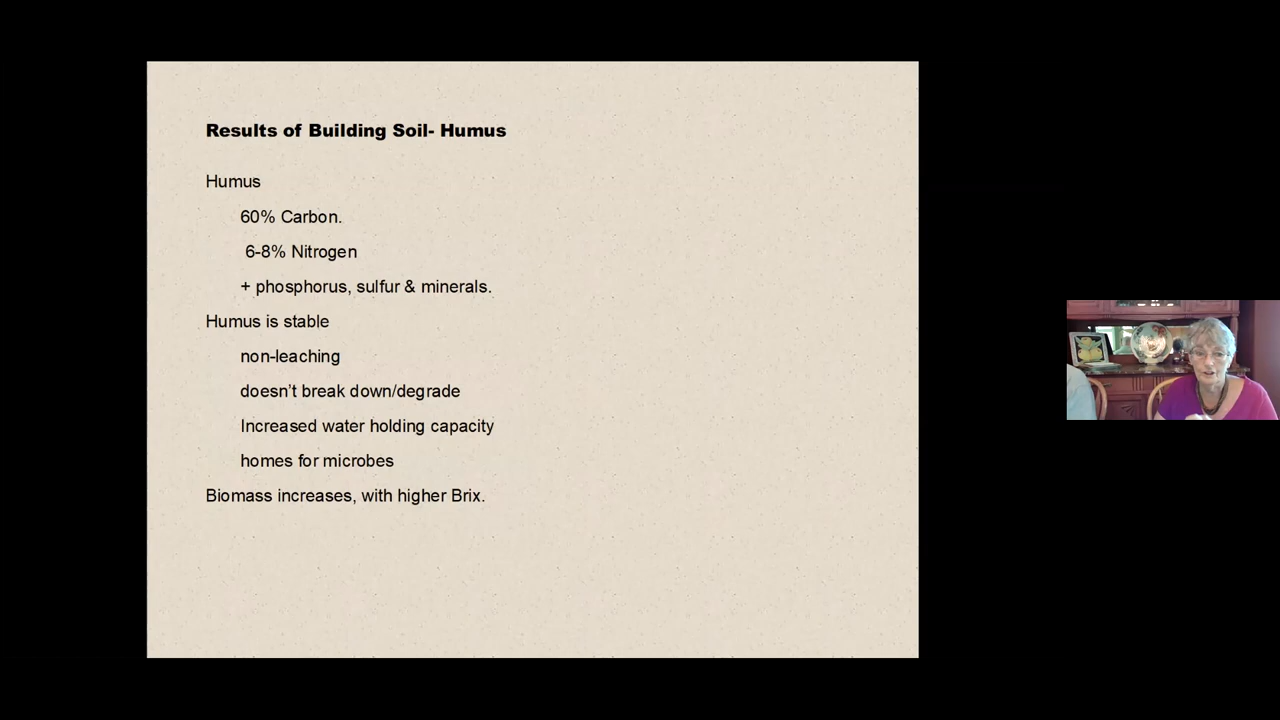 Results of Building Soil- Humus
Humus
60% Carbon.
6-8% Nitrogen
+ phosphorus, sulfur & minerals.
Humus is stable
non-leaching
doesn’t break down/degrade
Increased water holding capacity
homes for microbes
Biomass increases, with higher Brix.